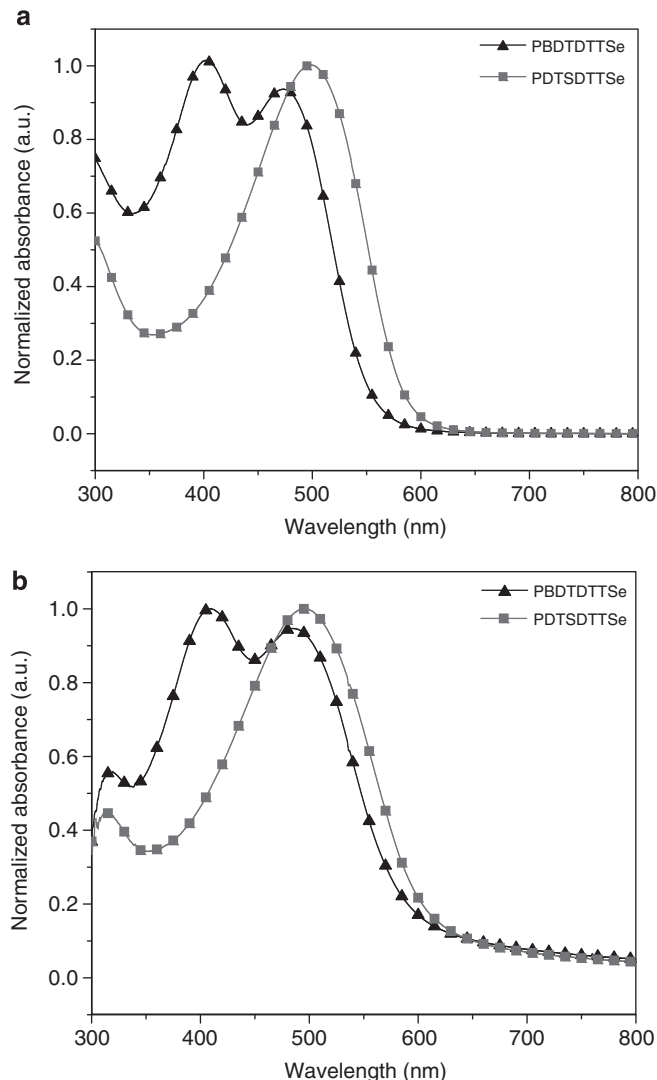 a
PBDTDTTSe
PDTSDTTSe
1.0
0.8
0.6
0.4
0.2
0.0
Normalized absorbance (a.u.)
300 400 500 600 700 800
Wavelength (nm)
b
PBDTDTTSe
PDTSDTTSe
1.0
0.8
0.6
0.4
0.2
0.0
Normalized absorbance (a.u.)
300 400 500 600 700 800
Wavelength (nm)